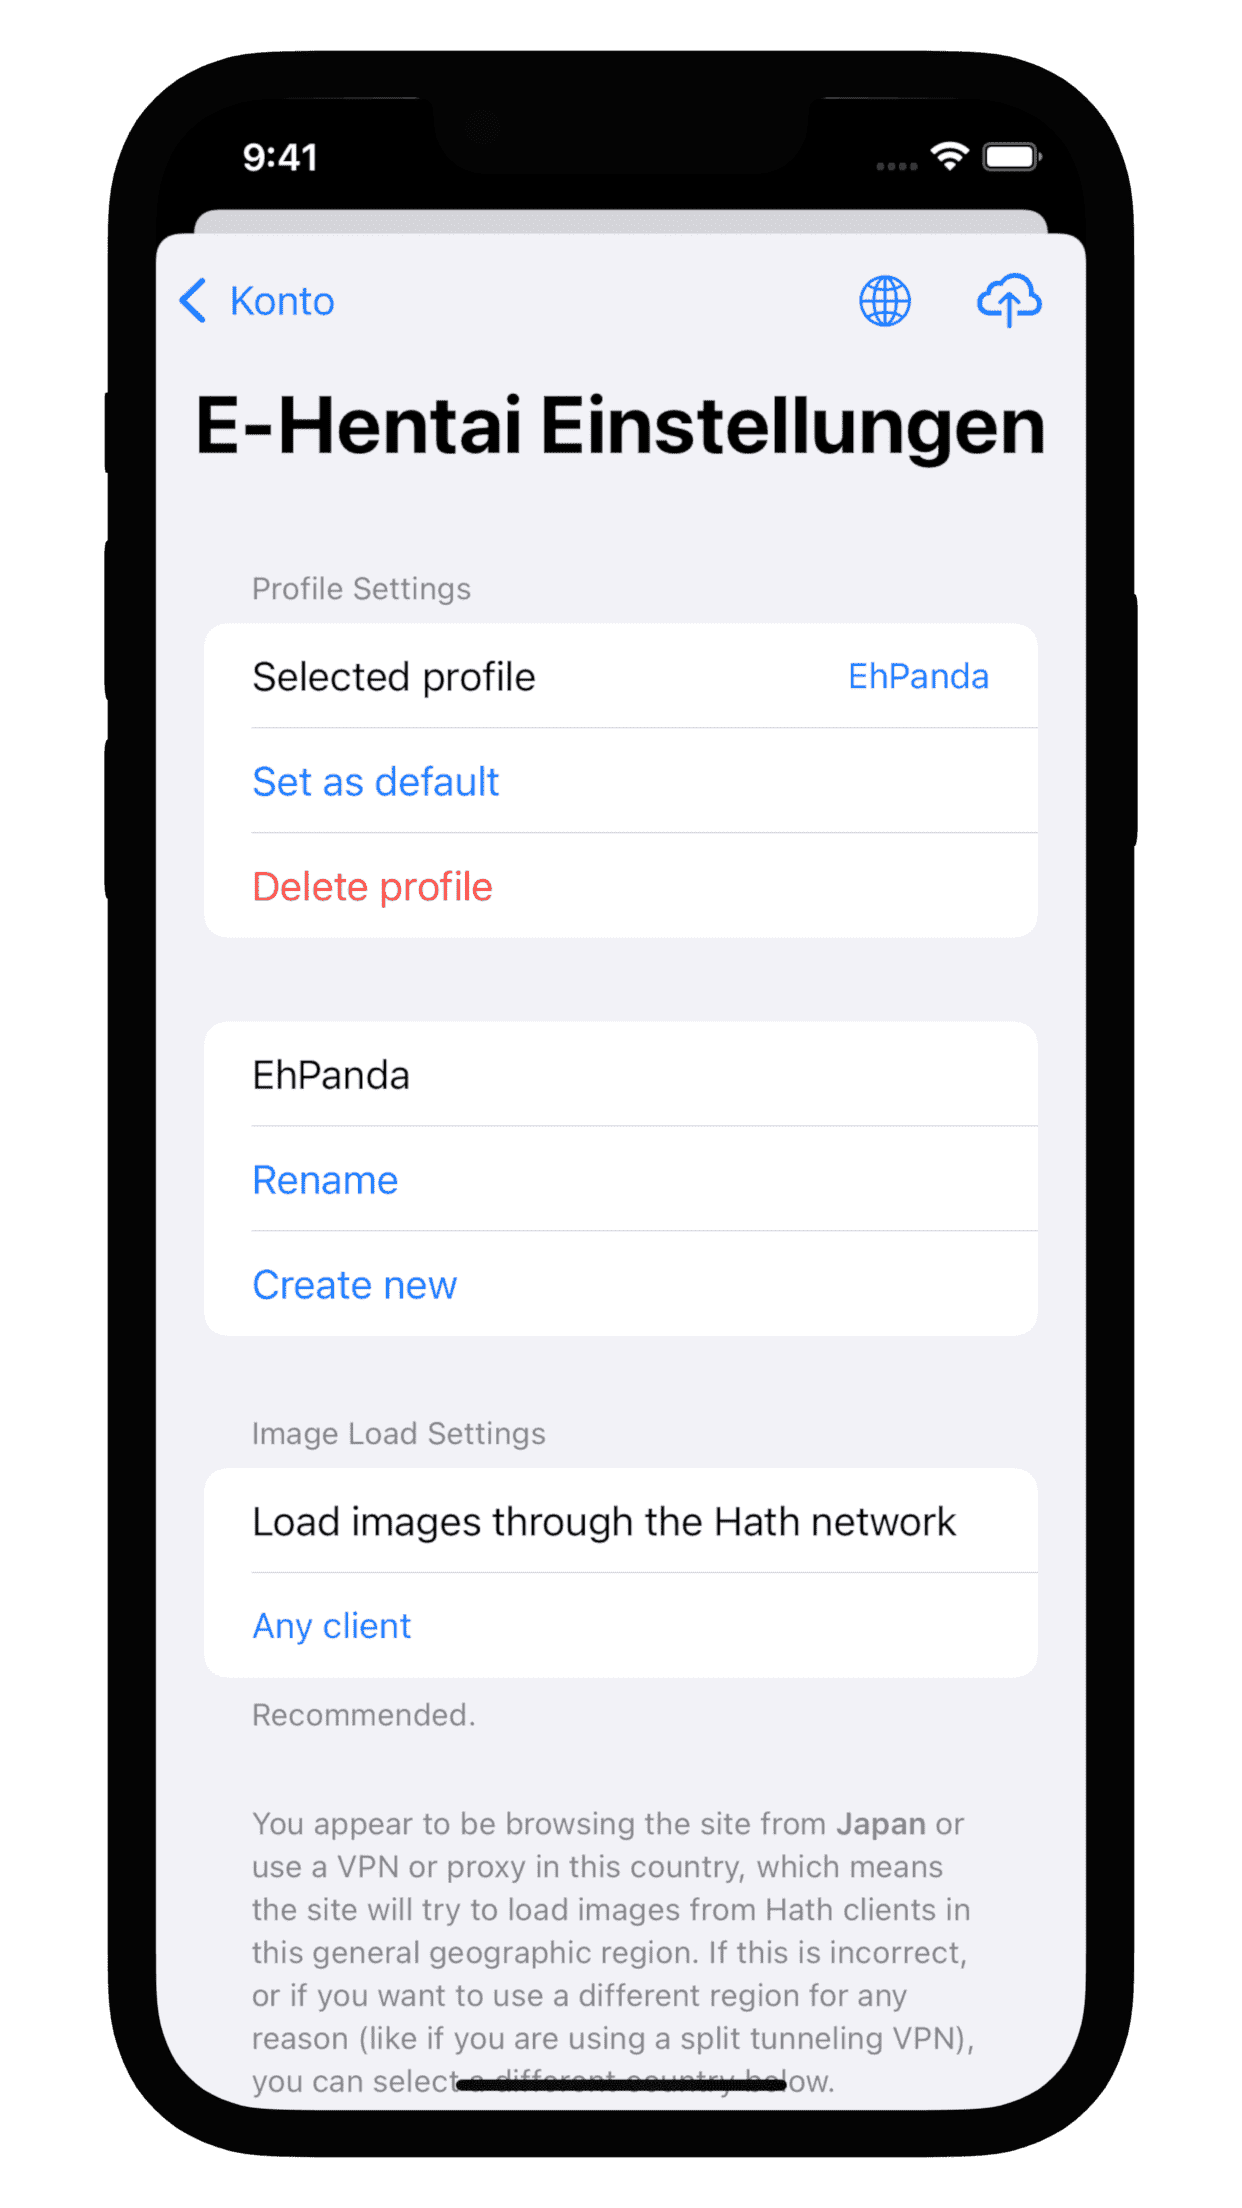 9:41
Konto
E-Hentai Einstellungen
Profile Settings
Selected profile EhPanda
Set as default
Delete profile
EhPanda
Rename
Create new
Image Load Settings
Load images through the Hath network
Any client
Recommended.
You appear to be browsing the site from Japan or
use a VPN or proxy in this country, which means
the site will try to load images from Hath clients in
this general geographic region. If this is incorrect,
or if you want to use a different region for any
reason (like if you are using a split tunneling VPN),
you can select a different country below.